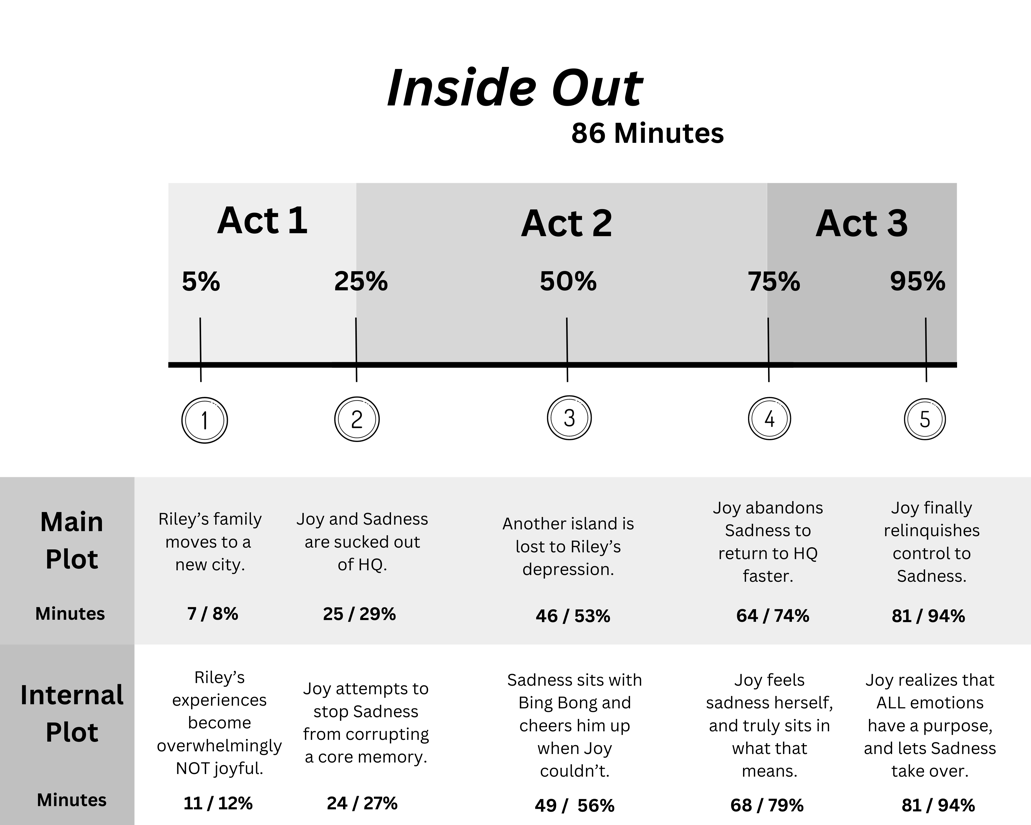 Inside Out
86 Minutes
Act 1
Act 2
Act 3
5%
25%
50%
75%
95%
1
2
3
4
5
Main
Plot
Riley’s family
moves to a
new city.
Joy and Sadness
are sucked out
of HQ.
Another island is
lost to Riley’s
depression.
Joy abandons
Sadness to
return to HQ
faster.
Joy finally
relinquishes
control to
Sadness.
Minutes
7 / 8%
25 / 29%
46 / 53%
64 / 74%
81 / 94%
Internal
Plot
Riley’s
experiences
become
overwhelmingly
NOT joyful.
Joy attempts to
stop Sadness
from corrupting
a core memory.
Sadness sits with
Bing Bong and
cheers him up
when Joy
couldn’t.
Joy feels
sadness herself,
and truly sits in
what that
means.
Joy realizes that
ALL emotions
have a purpose,
and lets Sadness
take over.
Minutes
11 / 12%
24 / 27%
49 /  56%
68 / 79%
81 / 94%